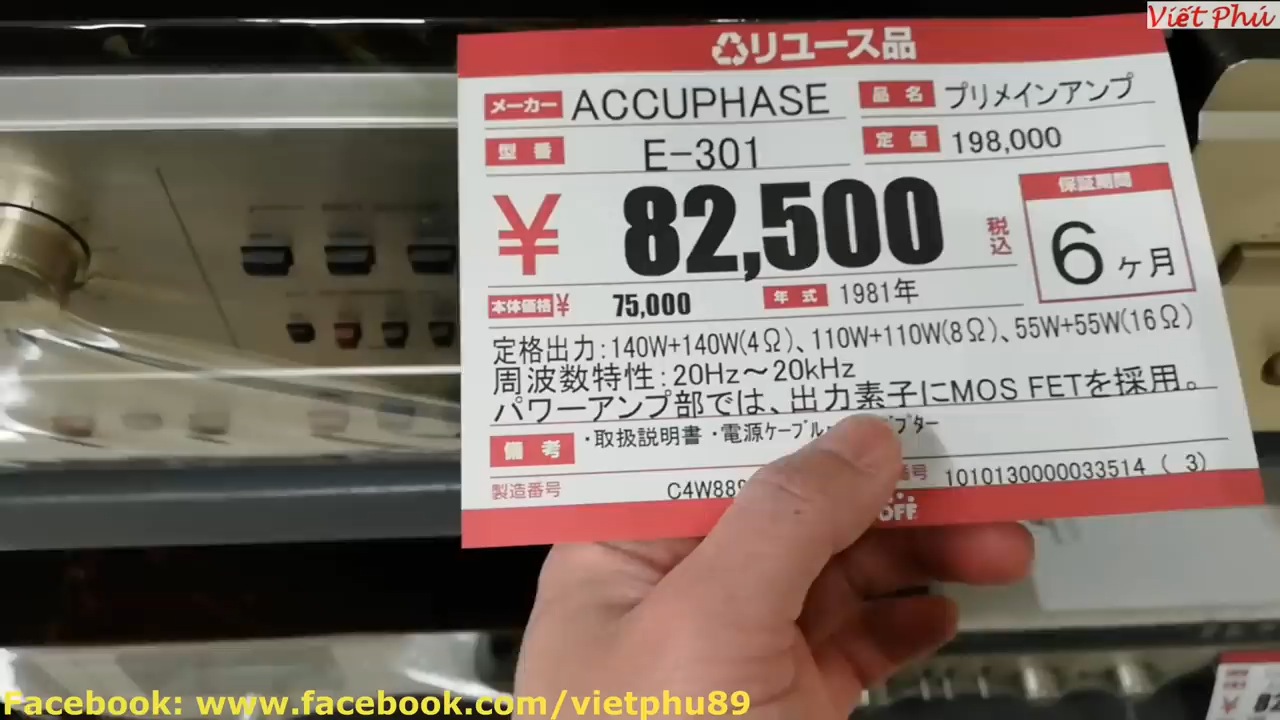 Việt Phú
リユース品
メーカー ACCUPHASE 品名 プリメインアンプ
型番 E-301 定価 198,000
¥82,500 税込
保証期間
6ヶ月
本体価格¥ 75,000 年式 1981年
定格出力:140W+140W(4Ω)、110W+110W(8Ω)、55W+55W(16Ω)
周波数特性:20Hz～20kHz
パワーアンプ部では、出力素子にMOS FETを採用。
備考 ・取扱説明書 ・電源ケーブル
製造番号 C4W88 番号 1010130000033514 ( 3)
OFF
Facebook: www.facebook.com/vietphu89